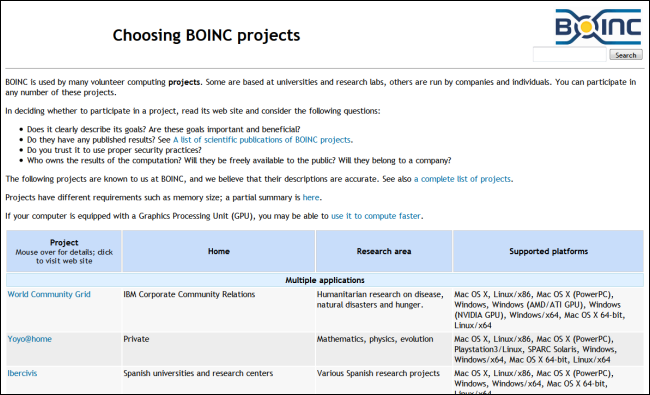 Choosing BOINC projects
BOINC
Search
BOINC is used by many volunteer computing projects. Some are based at universities and research labs, others are run by companies and individuals. You can participate in
any number of these projects.
In deciding whether to participate in a project, read its web site and consider the following questions:
Does it clearly describe its goals? Are these goals important and beneficial?
Do they have any published results? See A list of scientific publications of BOINC projects.
Do you trust it to use proper security practices?
Who owns the results of the computation? Will they be freely available to the public? Will they belong to a company?
The following projects are known to us at BOINC, and we believe that their descriptions are accurate. See also a complete list of projects.
Projects have different requirements such as memory size; a partial summary is here.
If your computer is equipped with a Graphics Processing Unit (GPU), you may be able to use it to compute faster.
Project
Mouse over for details; click
to visit web site
Home
Research area
Supported platforms
Multiple applications
World Community Grid
IBM Corporate Community Relations
Humanitarian research on disease,
natural disasters and hunger.
Mac OS X, Linux/x86, Mac OS X (PowerPC),
Windows, Windows (AMD/ATI GPU), Windows
(NVIDIA GPU), Windows/x64, Mac OS X 64-bit,
Linux/x64
Yoyo@home
Private
Mathematics, physics, evolution
Mac OS X, Linux/x86, Mac OS X (PowerPC),
Playstation3/Linux, SPARC Solaris, Windows,
Windows/x64, Mac OS X 64-bit, Linux/x64
Ibercivis
Spanish universities and research centers
Various Spanish research projects
Mac OS X, Linux/x86, Mac OS X (PowerPC),
Windows, Windows/x64, Mac OS X 64-bit,
Linux/x64